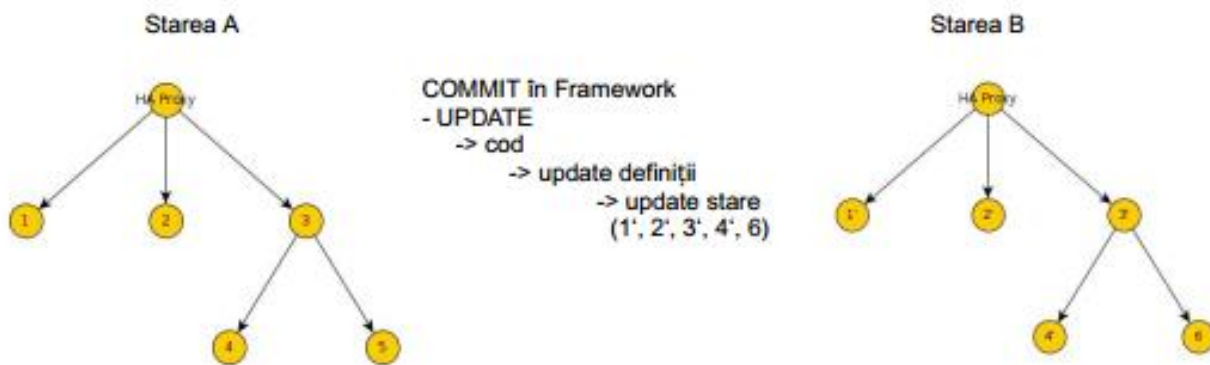 Starea A
Starea B
HA Proxy
1
2
3
4
5
COMMIT în Framework
- UPDATE
-> cod
-> update definiții
-> update stare
(1‘, 2‘, 3‘, 4‘, 6)
HA Proxy
1'
2'
3'
4'
6